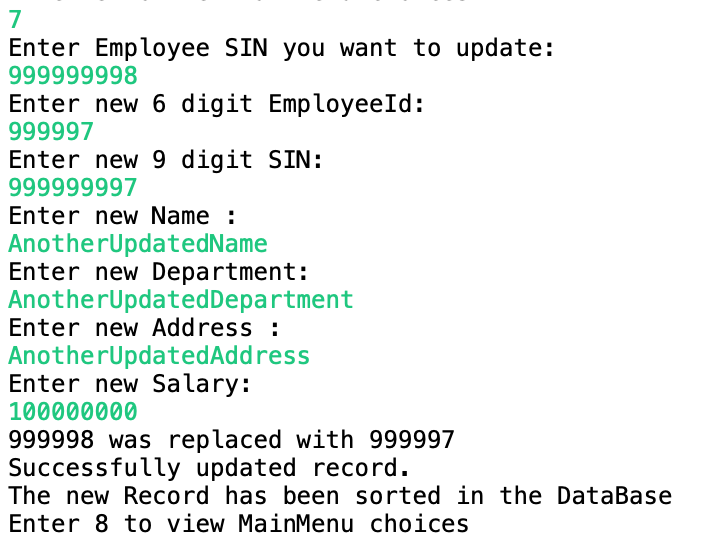 7
Enter Employee SIN you want to update:
999999998
Enter new 6 digit EmployeeId:
999997
Enter new 9 digit SIN:
999999997
Enter new Name :
AnotherUpdatedName
Enter new Department:
AnotherUpdatedDepartment
Enter new Address :
AnotherUpdatedAddress
Enter new Salary:
100000000
999998 was replaced with 999997
Successfully updated record.
The new Record has been sorted in the DataBase
Enter 8 to view MainMenu choices